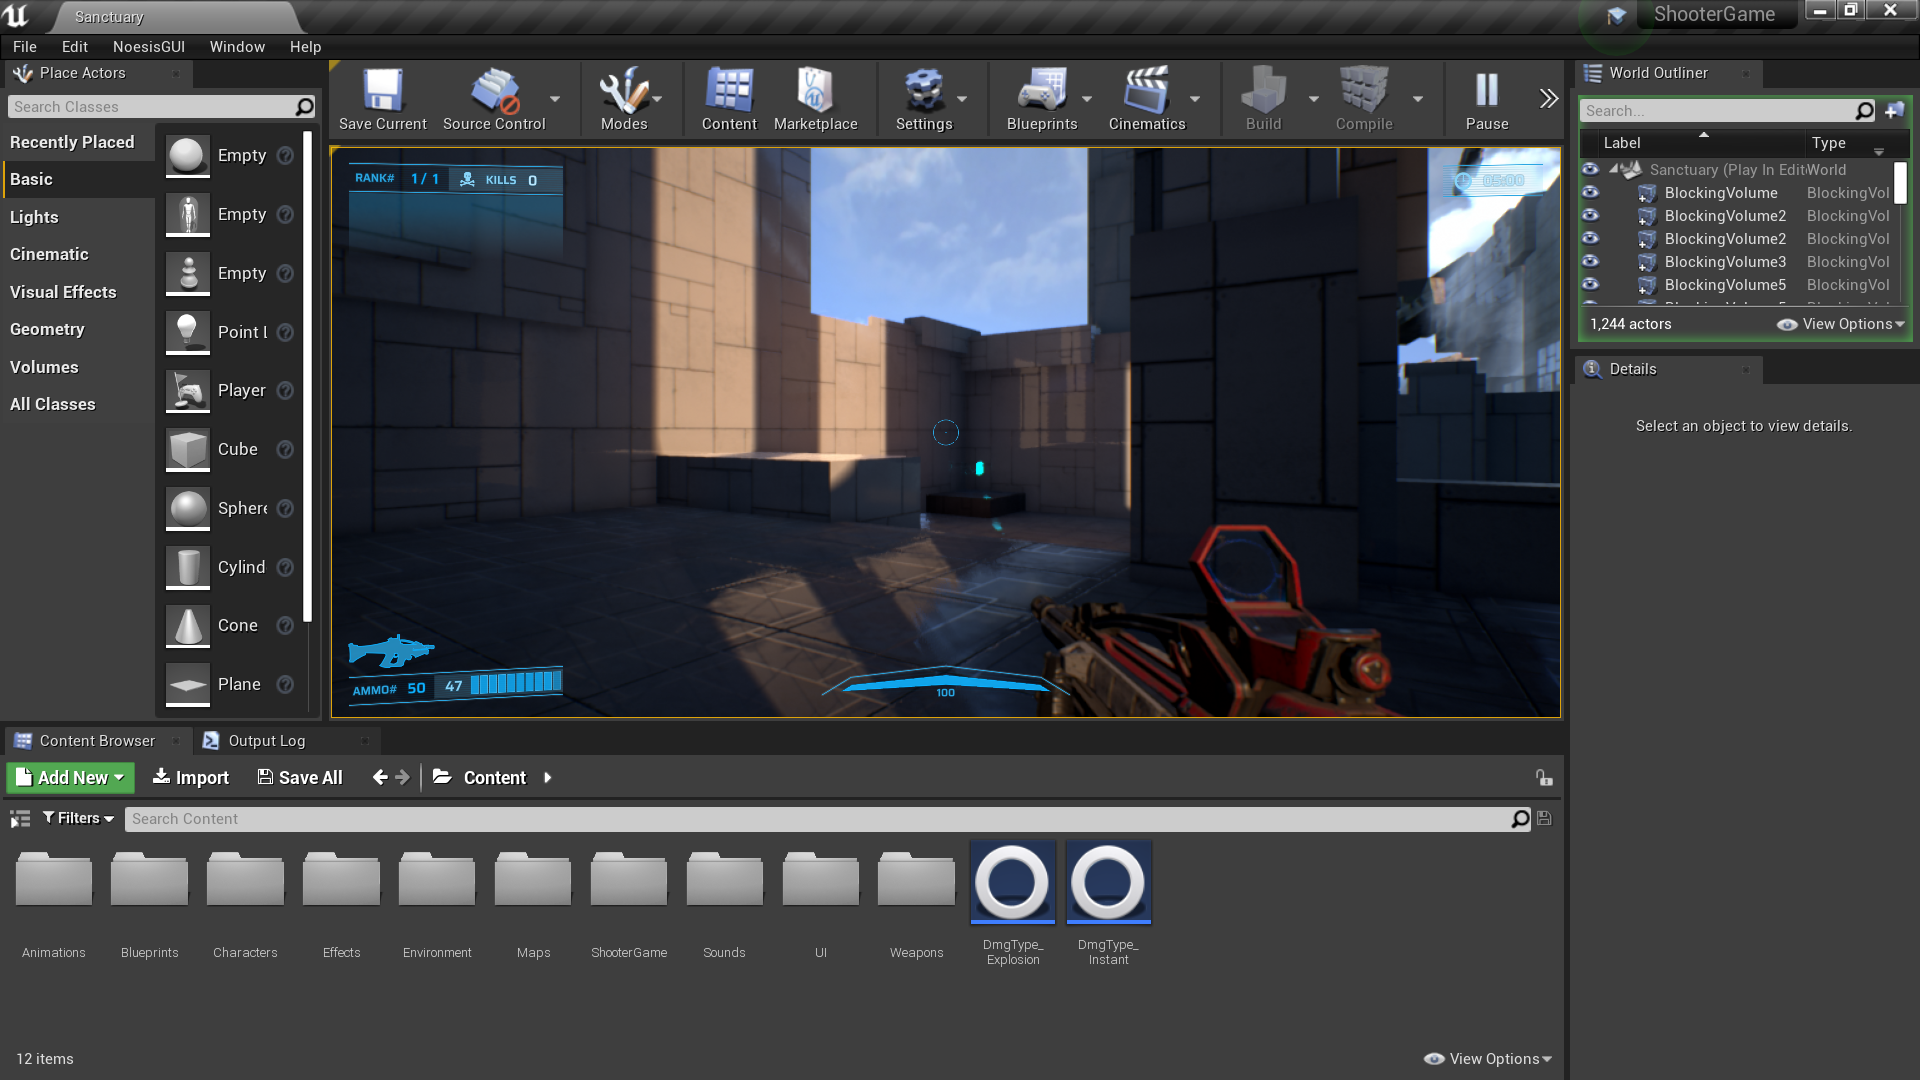 Sanctuary
ShooterGame
File Edit NoesisGUI Window Help
Place Actors
Search Classes
Recently Placed
Basic
Lights
Cinematic
Visual Effects
Geometry
Volumes
All Classes
Empty
Empty
Empty
Point L
Player
Cube
Sphere
Cylind
Cone
Plane
Save Current
Source Control
Modes
Content
Marketplace
Settings
Blueprints
Cinematics
Build
Compile
Pause
RANK# 1/1 KILLS 0
05:00
AMMO# 50 47
100
World Outliner
Search...
Label Type
Sanctuary (Play In Edit World
BlockingVolume BlockingVol
BlockingVolume2 BlockingVol
BlockingVolume2 BlockingVol
BlockingVolume3 BlockingVol
BlockingVolume5 BlockingVol
1,244 actors View Options
Details
Select an object to view details.
Content Browser
Output Log
Add New Import Save All Content
Filters Search Content
Animations
Blueprints
Characters
Effects
Environment
Maps
ShooterGame
Sounds
UI
Weapons
DmgType_
Explosion
DmgType_
Instant
12 items
View Options